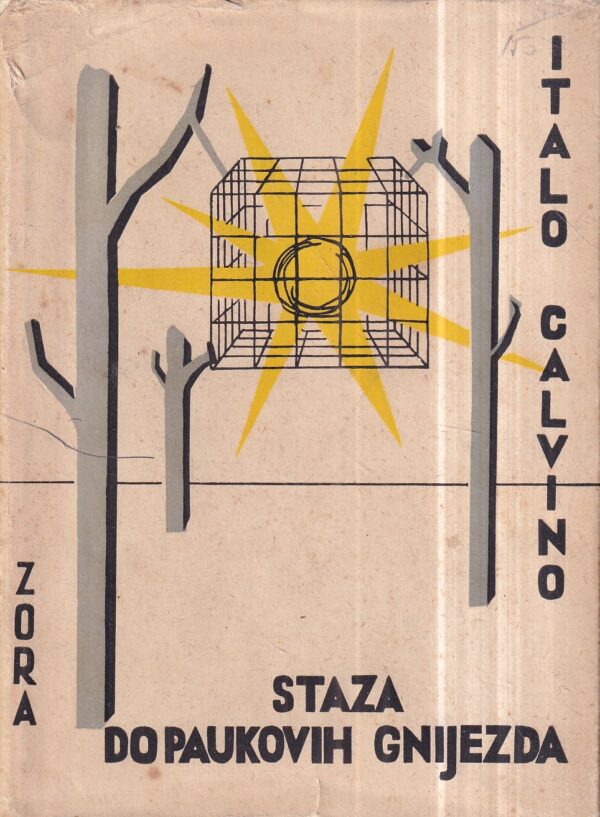 ITALO CALVINO
ZORA
STAZA
DO PAUKOVIH GNIJEZDA